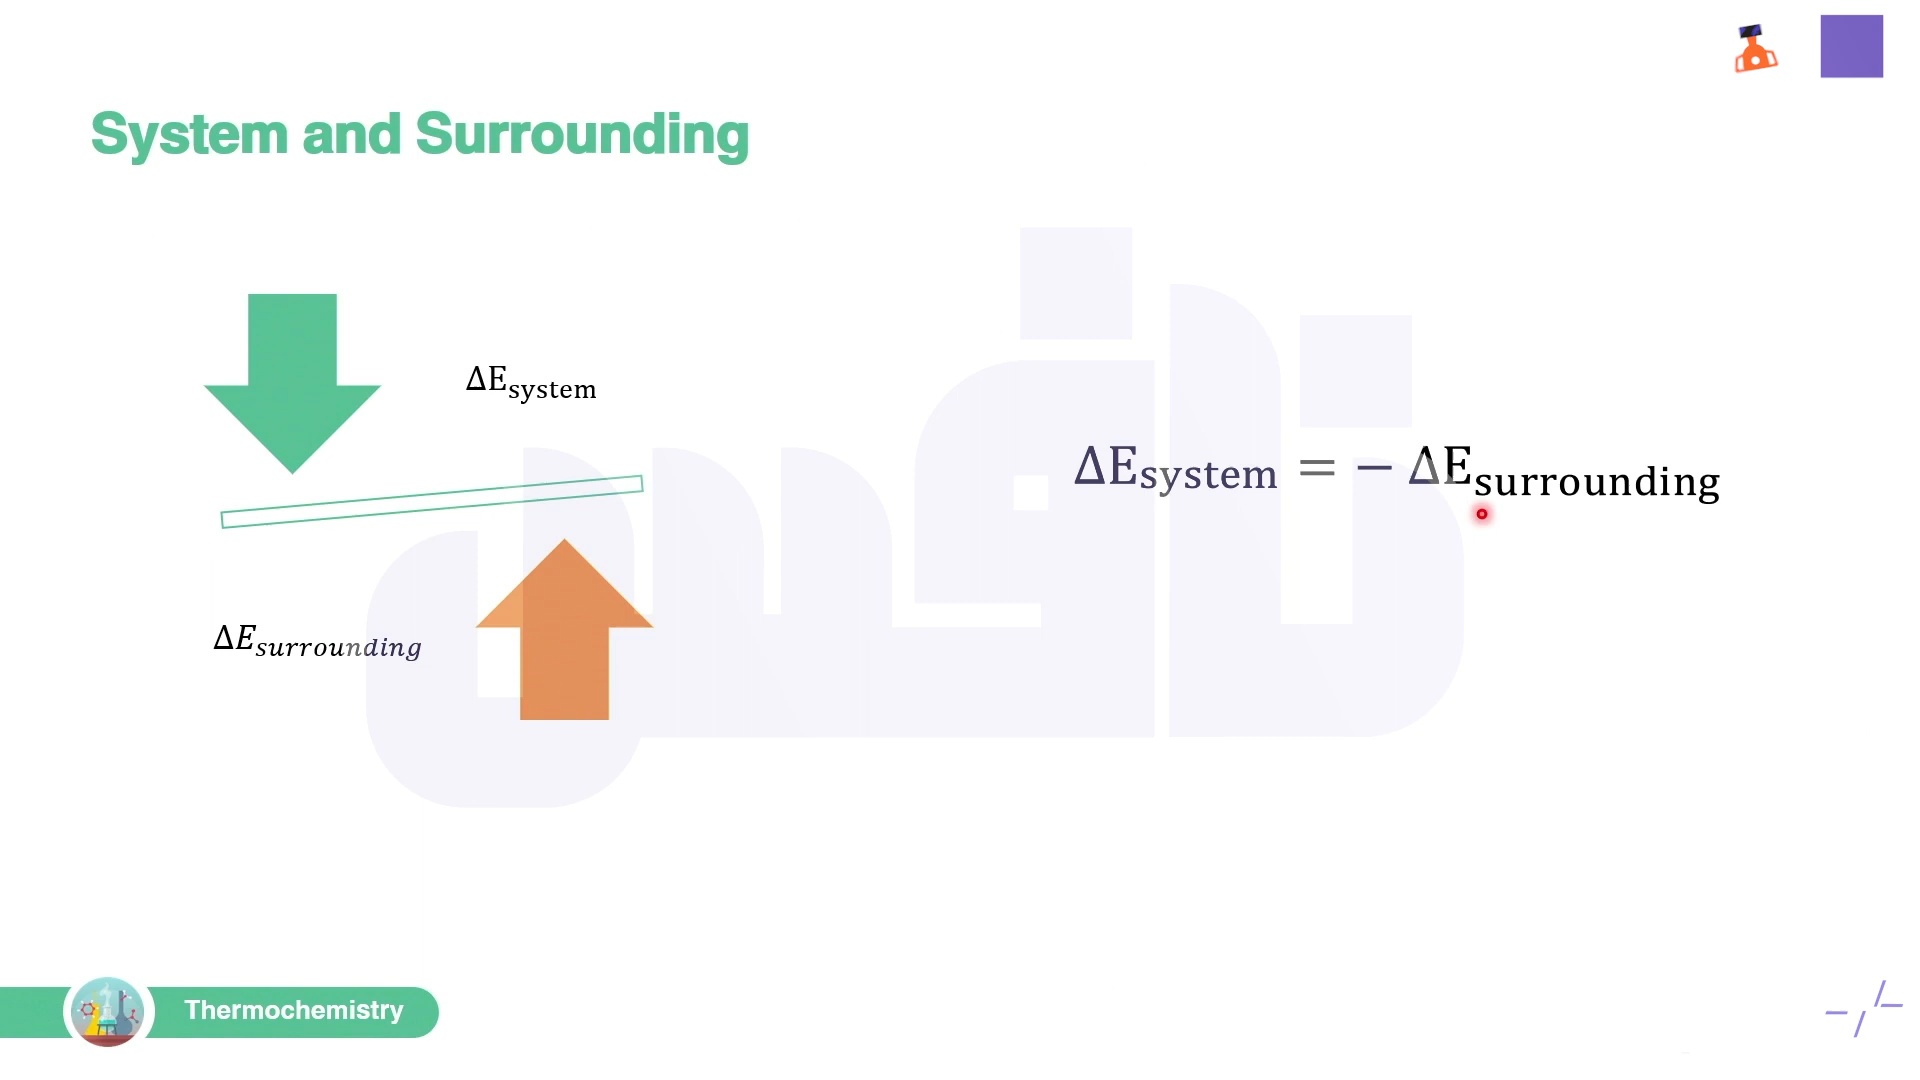 System and Surrounding
ΔE_system
ΔE_system = − ΔE_surrounding
ΔE_surrounding
Thermochemistry